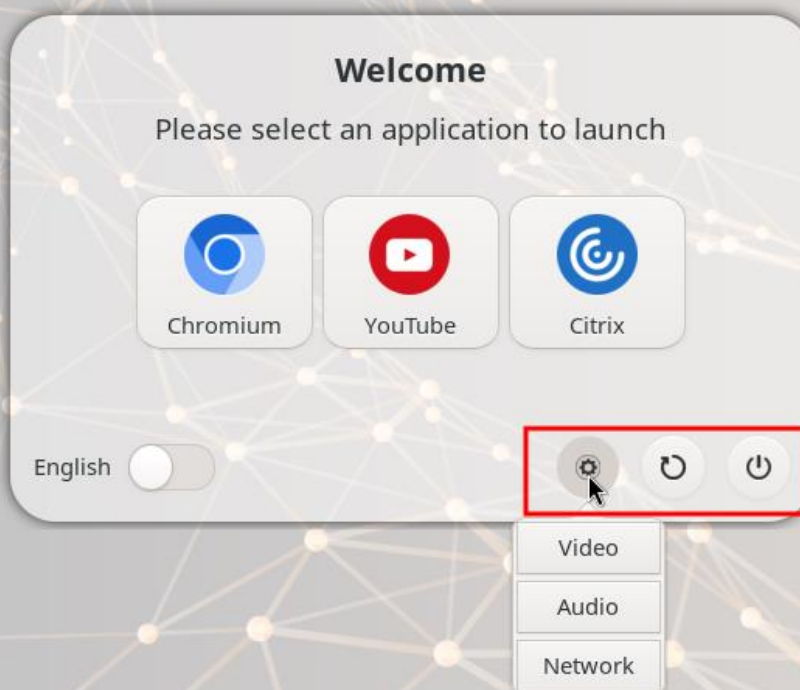 Welcome
Please select an application to launch
Chromium
YouTube
Citrix
English
Video
Audio
Network